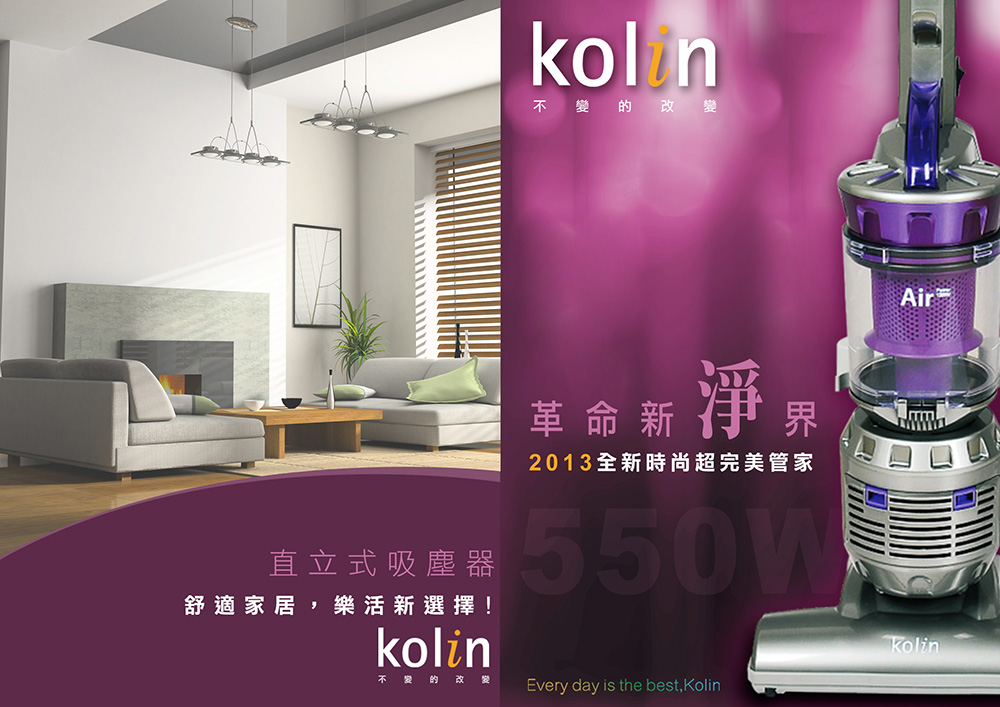 直立式吸塵器
舒適家居，樂活新選擇！
kolin
不變的改變
kolin
不變的改變
Air
革命新淨界
2013全新時尚超完美管家
550W
kolin
Every day is the best,Kolin